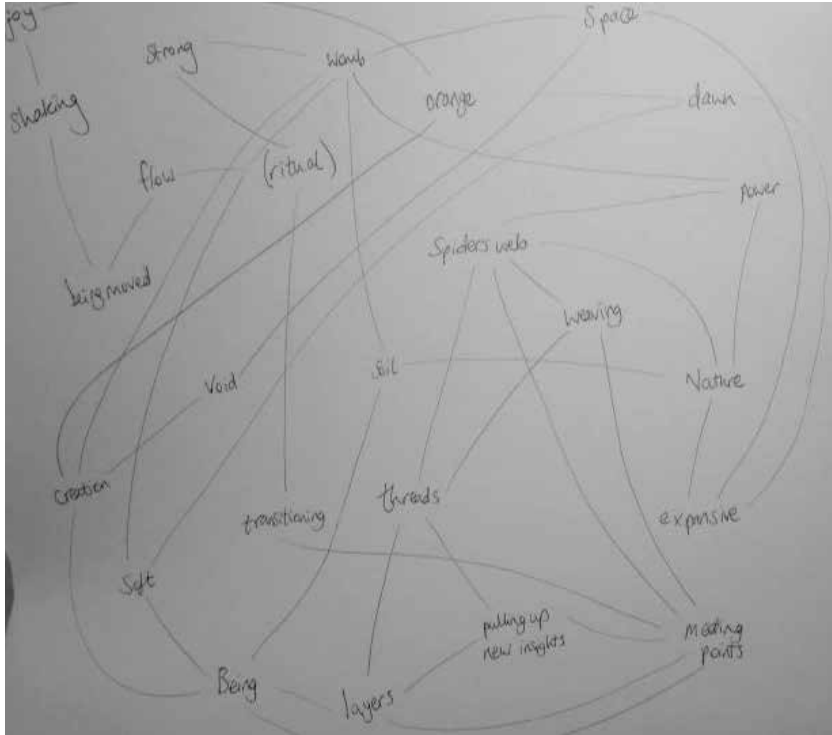 joy
Space
Strong
Womb
orange
dawn
Shaking
flow
(ritual)
power
Spiders web
being moved
Weaving
Void
Soil
Nature
Creation
threads
transitioning
expansive
Soft
pulling up
new insights
Meeting
points
Being
layers